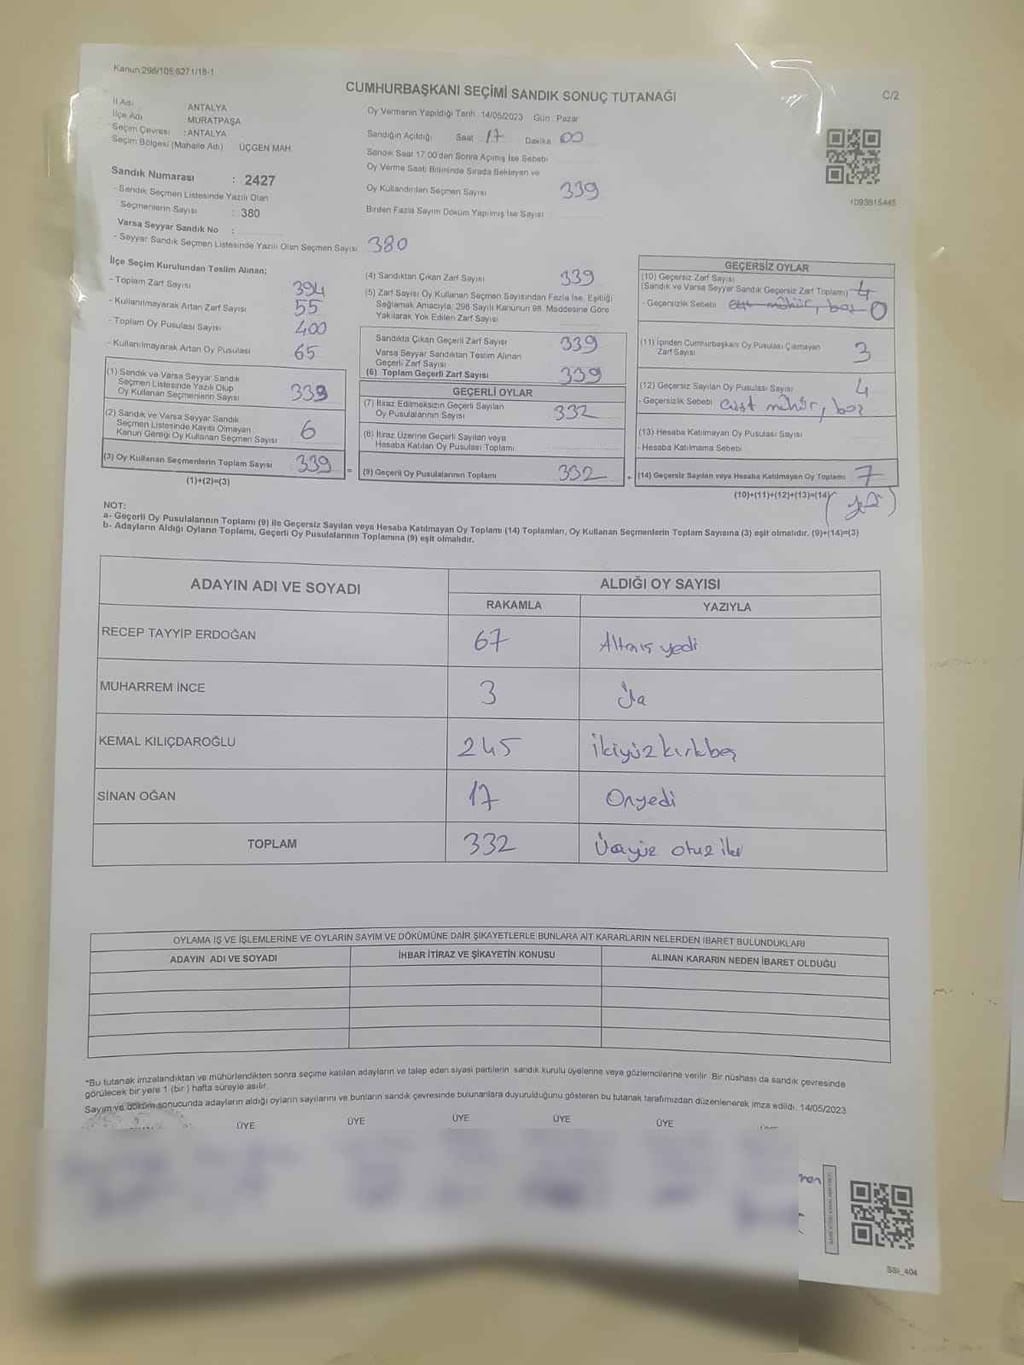 Kanun 298/105,6271/18-1
CUMHURBAŞKANI SEÇİMİ SANDIK SONUÇ TUTANAĞI
C/2
İl Adı ANTALYA
İlçe Adı MURATPAŞA
Seçim Çevresi : ANTALYA
Seçim Bölgesi (Mahalle Adı) ÜÇGEN MAH.
Oy Vermenin Yapıldığı Tarih 14/05/2023 Gün : Pazar
Sandığın Açıldığı Saat 17 Dakika 00
Sandık Saat 17.00'den Sonra Açılmış İse Sebebi
Oy Verme Saati Bitiminde Sırada Bekleyen ve
Oy Kullandırılan Seçmen Sayısı 339
Birden Fazla Sayım Döküm Yapılmış İse Sayısı
1093815445
Sandık Numarası : 2427
- Sandık Seçmen Listesinde Yazılı Olan
Seçmenlerin Sayısı : 380
Varsa Seyyar Sandık No :
- Seyyar Sandık Seçmen Listesinde Yazılı Olan Seçmen Sayısı 380
İlçe Seçim Kurulundan Teslim Alınan;
- Toplam Zarf Sayısı 394
- Kullanılmayarak Artan Zarf Sayısı 55
- Toplam Oy Pusulası Sayısı 400
- Kullanılmayarak Artan Oy Pusulası 65
(1) Sandık ve Varsa Seyyar Sandık
Seçmen Listesinde Yazılı Olup
Oy Kullanan Seçmenlerin Sayısı 339
(2) Sandık ve Varsa Seyyar Sandık
Seçmen Listesinde Kaydı Olmayan
Kanun Gereği Oy Kullanan Seçmen Sayısı 6
(3) Oy Kullanan Seçmenlerin Toplam Sayısı 339
(1)+(2)=(3)
(4) Sandıktan Çıkan Zarf Sayısı 339
(5) Zarf Sayısı Oy Kullanan Seçmen Sayısından Fazla İse, Eşitliği
Sağlamak Amacıyla, 298 Sayılı Kanunun 98. Maddesine Göre
Yakılarak Yok Edilen Zarf Sayısı
Sandıkta Çıkan Geçerli Zarf Sayısı 339
Varsa Seyyar Sandıktan Teslim Alınan
Geçerli Zarf Sayısı
(6) Toplam Geçerli Zarf Sayısı 339
GEÇERLİ OYLAR
(7) İtiraz Edilmeksizin Geçerli Sayılan
Oy Pusulalarının Sayısı 332
(8) İtiraz Üzerine Geçerli Sayılan veya
Hesaba Katılan Oy Pusulası Toplamı
= (9) Geçerli Oy Pusulalarının Toplamı 332
GEÇERSİZ OYLAR
(10) Geçersiz Zarf Sayısı
(Sandık ve Varsa Seyyar Sandık Geçersiz Zarf Toplamı) 4
- Geçersizlik Sebebi mühür, boş 0
(11) İçinden Cumhurbaşkanı Oy Pusulası Çıkmayan
Zarf Sayısı 3
(12) Geçersiz Sayılan Oy Pusulası Sayısı 4
- Geçersizlik Sebebi çift mühür, boş
(13) Hesaba Katılmayan Oy Pusulası Sayısı
- Hesaba Katılmama Sebebi
(14) Geçersiz Sayılan veya Hesaba Katılmayan Oy Toplamı 7
(10)+(11)+(12)+(13)=(14)
(yedi)
NOT:
a- Geçerli Oy Pusulalarının Toplamı (9) ile Geçersiz Sayılan veya Hesaba Katılmayan Oy Toplamı (14) Toplamları, Oy Kullanan Seçmenlerin Toplam Sayısına (3) eşit olmalıdır. (9)+(14)=(3)
b- Adayların Aldığı Oyların Toplamı, Geçerli Oy Pusulalarının Toplamına (9) eşit olmalıdır.
ADAYIN ADI VE SOYADI ALDIĞI OY SAYISI
RAKAMLA YAZIYLA
RECEP TAYYİP ERDOĞAN 67 Altmış yedi
MUHARREM İNCE 3 Üç
KEMAL KILIÇDAROĞLU 245 İkiyüzkırkbeş
SİNAN OĞAN 17 Onyedi
TOPLAM 332 Üçyüz otuz iki
OYLAMA İŞ VE İŞLEMLERİNE VE OYLARIN SAYIM VE DÖKÜMÜNE DAİR ŞİKAYETLERLE BUNLARA AİT KARARLARIN NELERDEN İBARET BULUNDUKLARI
ADAYIN ADI VE SOYADI İHBAR İTİRAZ VE ŞİKAYETİN KONUSU ALINAN KARARIN NEDEN İBARET OLDUĞU
*Bu tutanak imzalandıktan ve mühürlendikten sonra seçime katılan adayların ve talep eden siyasi partilerin sandık kurulu üyelerine veya gözlemcilerine verilir. Bir nüshası da sandık çevresinde
görülecek bir yere 1 (bir) hafta süreyle asılır.
Sayım ve döküm sonucunda adayların aldığı oyların sayılarını ve bunların sandık çevresinde bulunanlara duyurulduğunu gösteren bu tutanak tarafımızdan düzenlenerek imza edildi. 14/05/2023
ÜYE ÜYE ÜYE ÜYE ÜYE
SSI_404